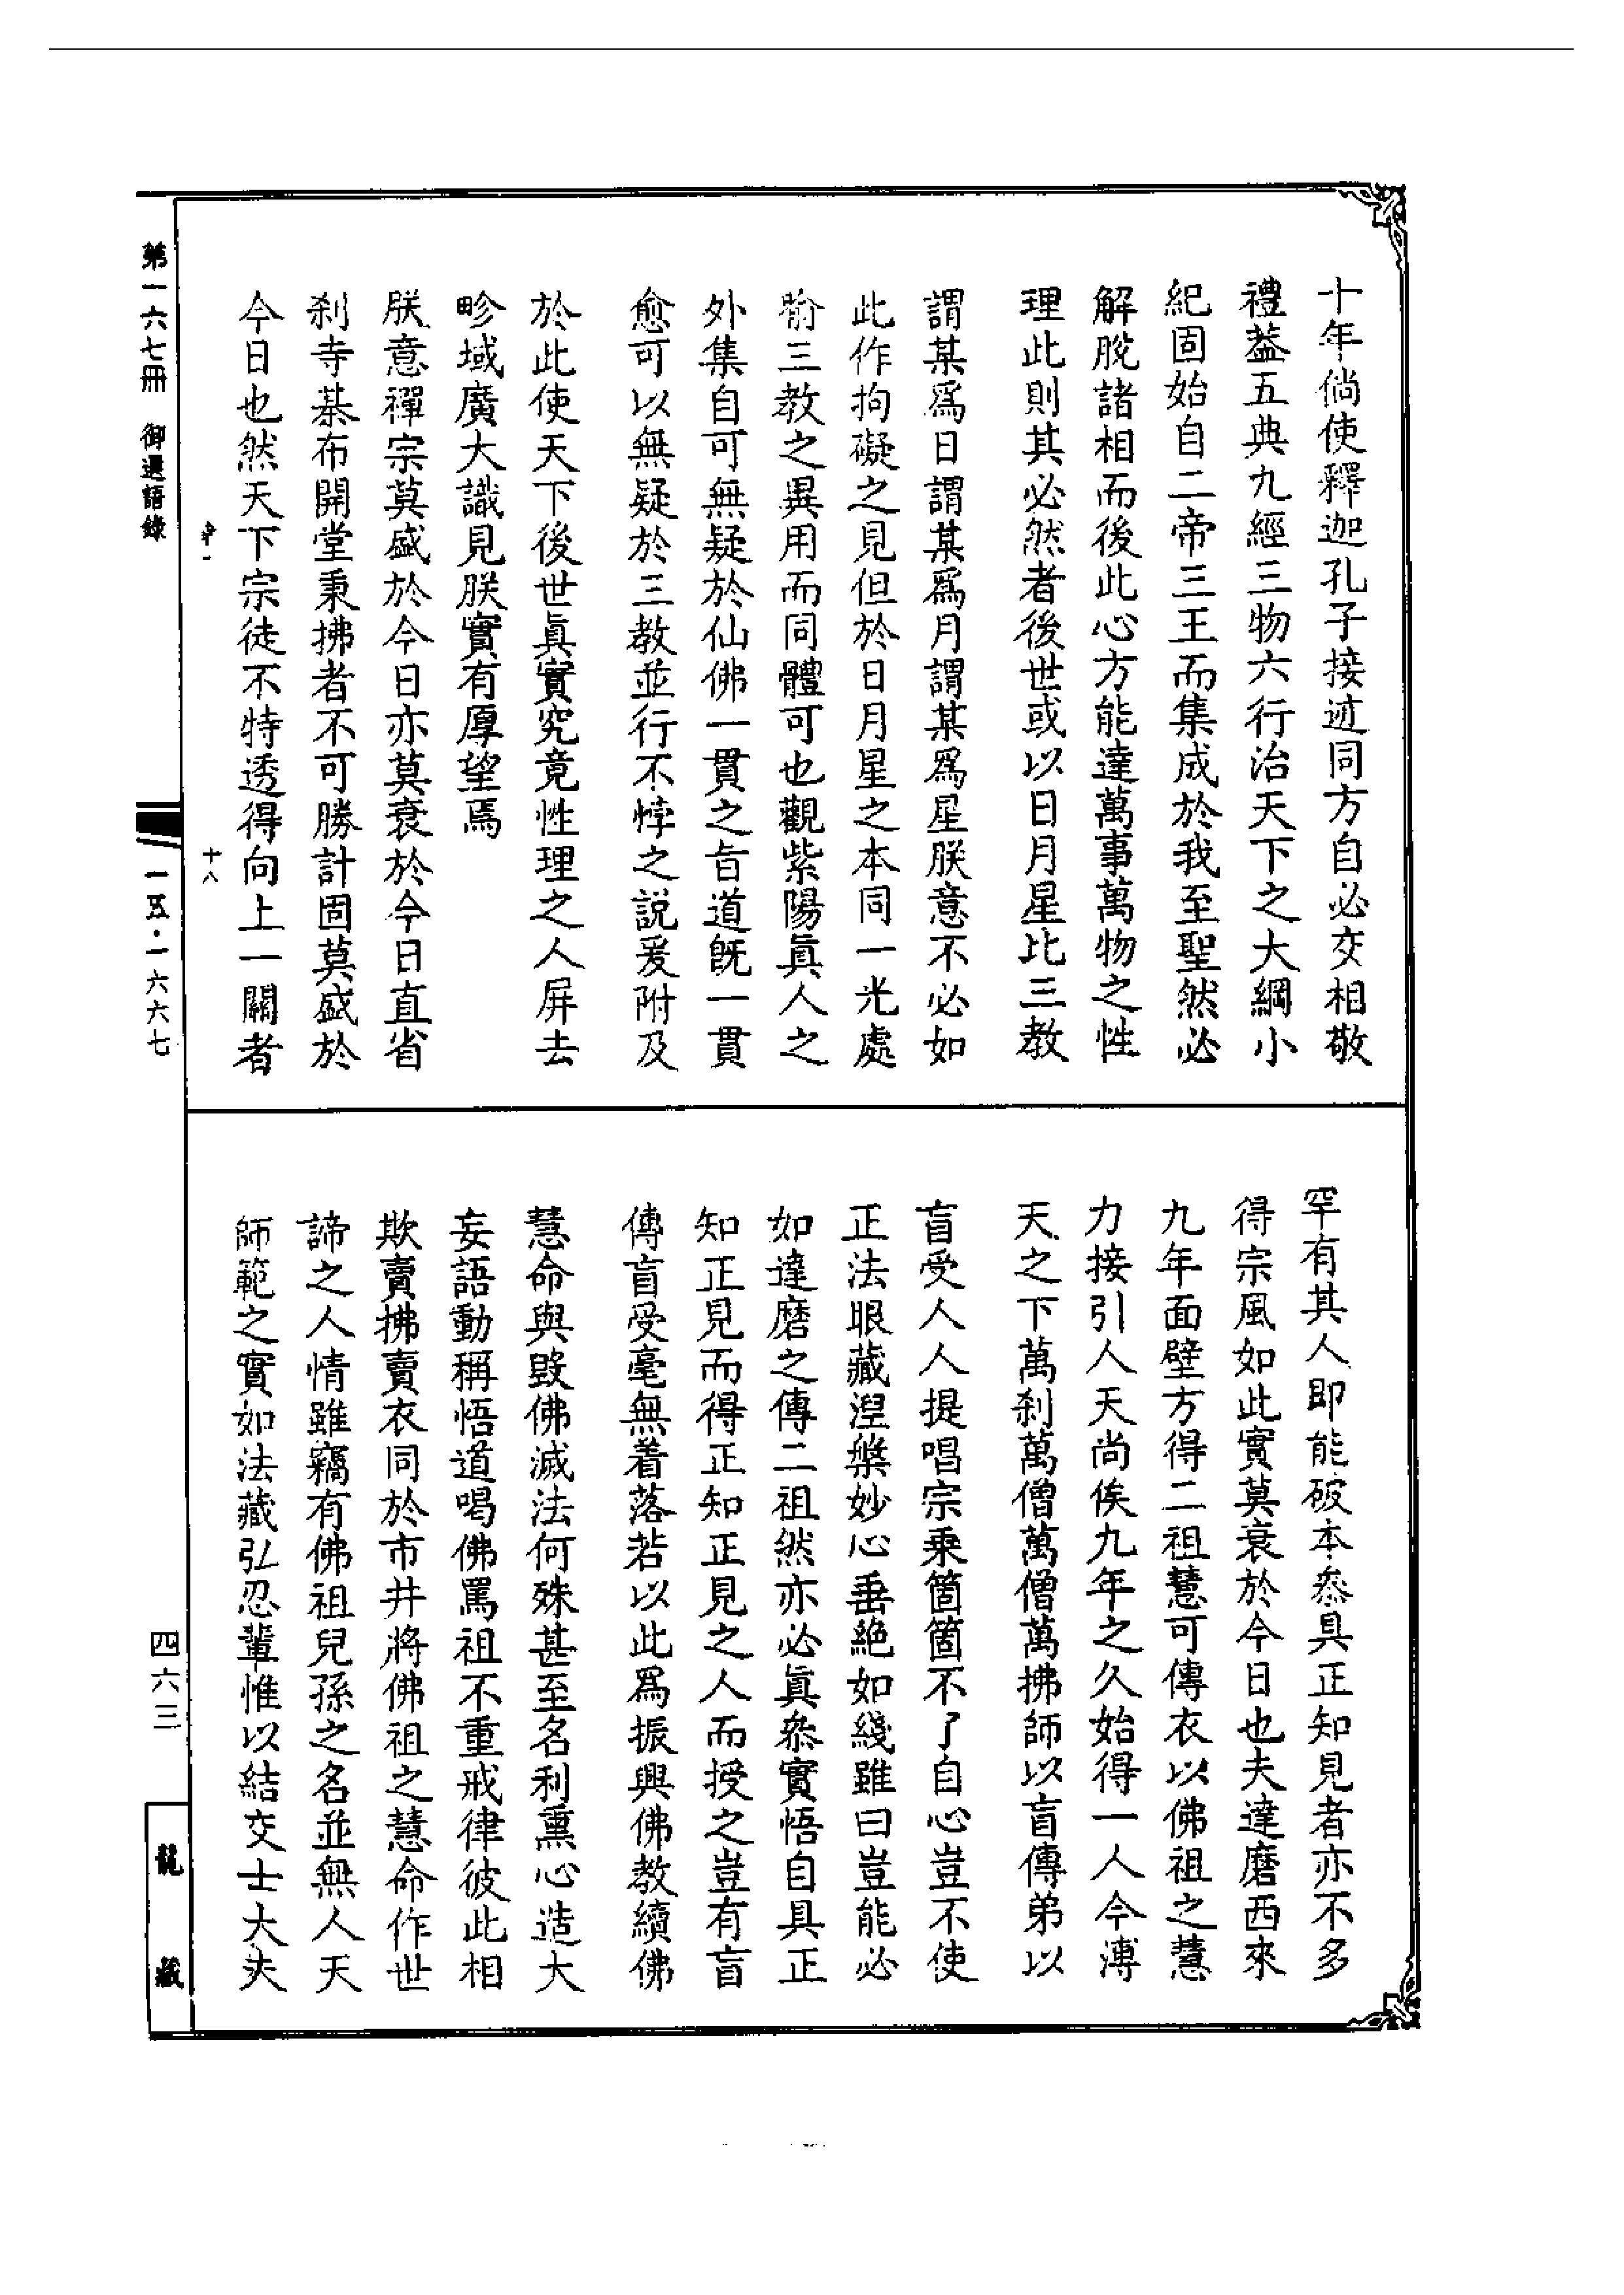 十年倘使釋迦孔子接迹同方自必交相敬
禮葢五典九經三物六行治天下之大綱小
紀固始自二帝三王而集成於我至聖然必
解脫諸相而後此心方能達萬事萬物之性
理此則其必然者後世或以日月星比三教
謂某爲日謂某爲月謂某爲星朕意不必如
此作拘礙之見但於日月星之本同一光處
喻三教之異用而同體可也觀紫陽眞人之
外集自可無疑於仙佛一貫之旨道旣一貫
愈可以無疑於三教並行不悖之說爰附及
於此使天下後世眞實究竟性理之人屏去
畛域廣大識見朕實有厚望焉
朕意禪宗莫盛於今日亦莫衰於今日直省
刹寺棊布開堂秉拂者不可勝計固莫盛於
今日也然天下宗徒不特透得向上一關者
十八
罕有其人即能破本叅具正知見者亦不多
得宗風如此實莫衰於今日也夫達磨西來
九年面壁方得二祖慧可傳衣以佛祖之慧
力接引人天尚俟九年之久始得一人今溥
天之下萬刹萬僧萬僧萬拂師以盲傳弟以
盲受人人提唱宗乘箇箇不了自心豈不使
正法眼藏湼槃妙心垂絕如綫雖曰豈能必
如達磨之傳二祖然亦必眞叅實悟自具正
知正見而得正知正見之人而授之豈有盲
傳盲受毫無着落若以此爲振興佛教續佛
慧命與毀佛滅法何殊甚至名利熏心造大
妄語動稱悟道喝佛罵祖不重戒律彼此相
欺賣拂賣衣同於市井將佛祖之慧命作世
諦之人情雖竊有佛祖兒孫之名並無人天
師範之實如法藏弘忍輩惟以結交士大夫
第一六七冊 御選語錄
一五·一六六七
四六三
龍藏